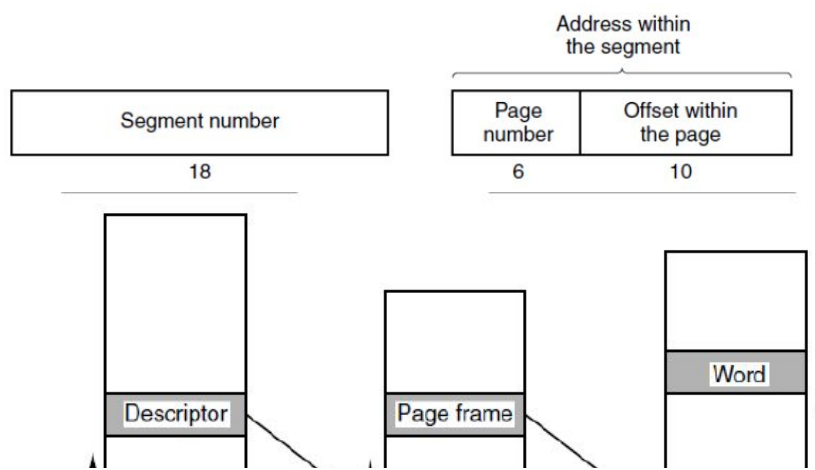 Address within
the segment
Segment number
Page
number
Offset within
the page
18
6
10
Descriptor
Page frame
Word